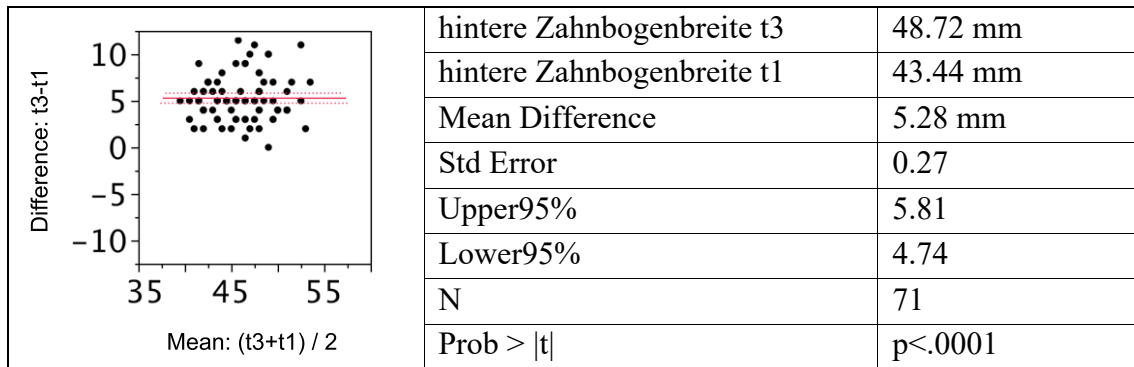 Difference: t3-t1
10
5
0
−5
−10
35 45 55
Mean: (t3+t1) / 2
hintere Zahnbogenbreite t3 48.72 mm
hintere Zahnbogenbreite t1 43.44 mm
Mean Difference 5.28 mm
Std Error 0.27
Upper95% 5.81
Lower95% 4.74
N 71
Prob > |t| p<.0001